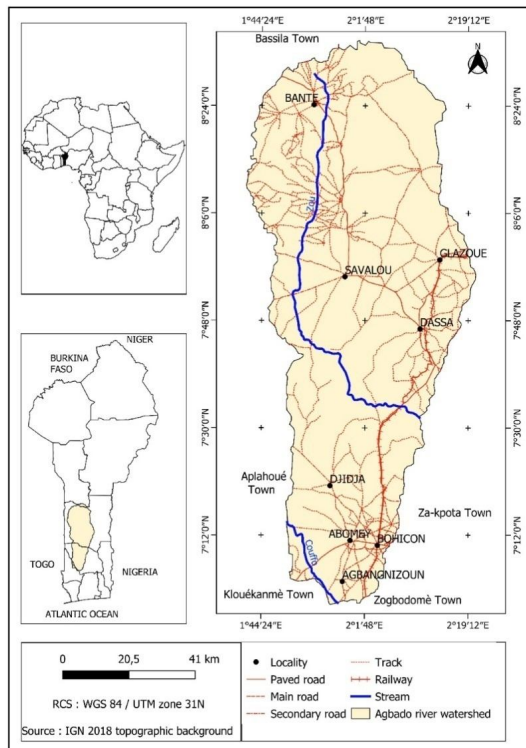 1°44'24"E 2°1'48"E 2°19'12"E
Bassila Town
N
BANTE
8°24'0"N
8°24'0"N
Zou
8°6'0"N
8°6'0"N
GLAZOUE
SAVALOU
DASSA
7°48'0"N
7°48'0"N
7°30'0"N
7°30'0"N
DJIDJA
Aplahoué
Town
Za-kpota Town
7°12'0"N
7°12'0"N
ABOMEY
BOHICON
Couffo
AGBANGNIZOUN
Klouékanmè Town
Zogbodomè Town
1°44'24"E 2°1'48"E 2°19'12"E
NIGER
BURKINA
FASO
TOGO
NIGERIA
ATLANTIC OCEAN
0 20,5 41 km
RCS : WGS 84 / UTM zone 31N
Source : IGN 2018 topographic background
Locality
Paved road
Main road
Secondary road
Track
Railway
Stream
Agbado river watershed